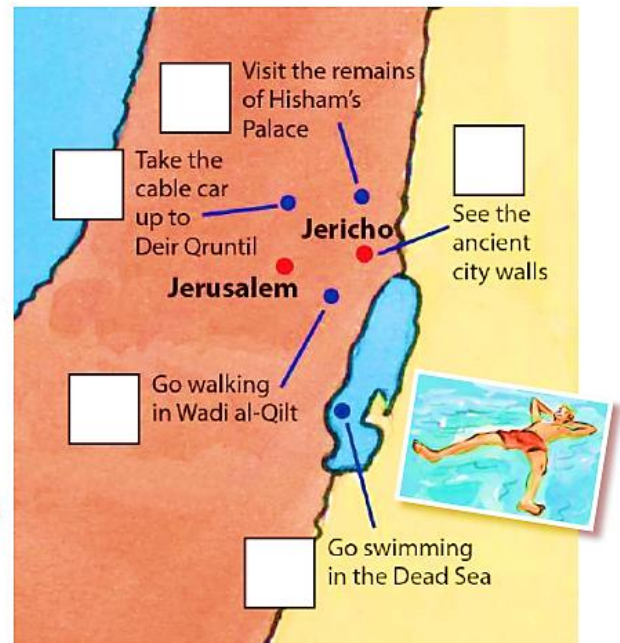 Visit the remains
of Hisham's
Palace
Take the
cable car
up to
Deir Qruntil
Jericho
See the
ancient
city walls
Jerusalem
Go walking
in Wadi al-Qilt
Go swimming
in the Dead Sea